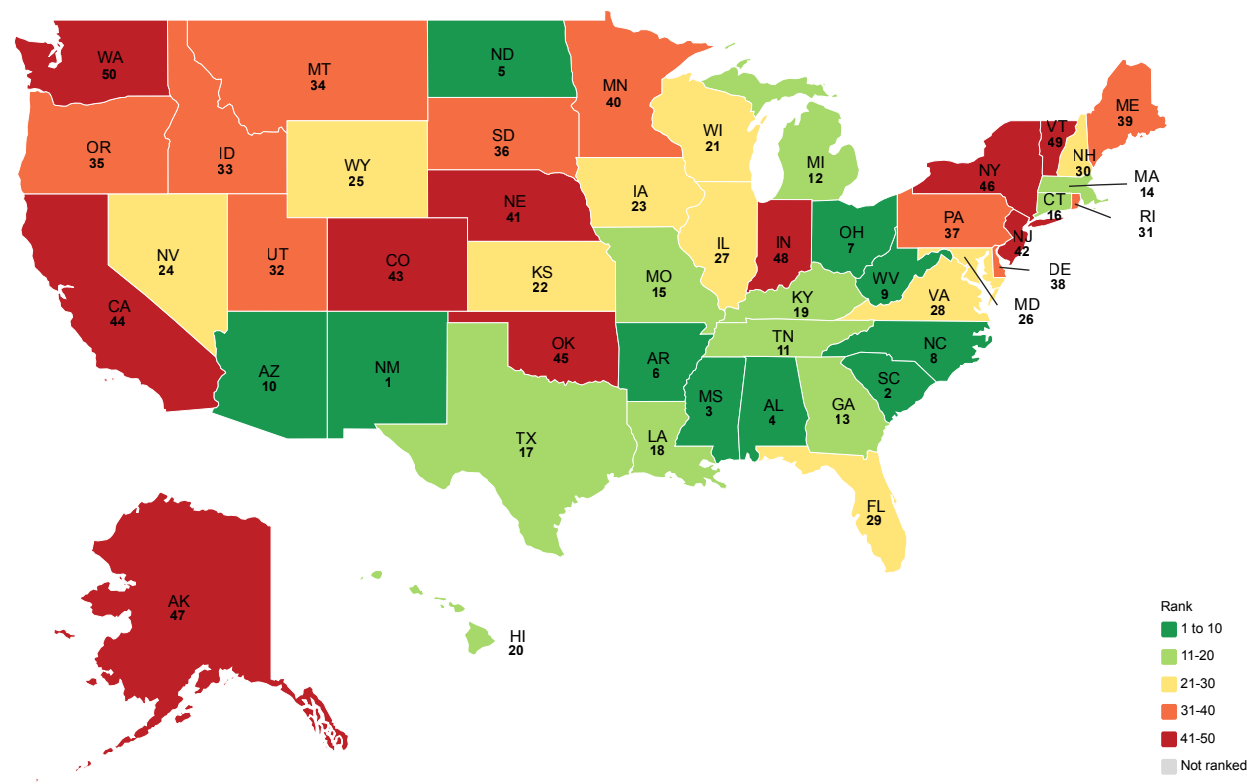 WA
50
MT
34
ND
5
MN
40
OR
35
ID
33
WY
25
SD
36
WI
21
MI
12
ME
39
VT
49
NH
30
NY
46
MA
14
CT
16
RI
31
NE
41
IA
23
PA
37
NJ
42
NV
24
UT
32
CO
43
KS
22
IL
27
IN
48
OH
7
WV
9
VA
28
DE
38
MD
26
CA
44
MO
15
KY
19
TN
11
NC
8
AZ
10
NM
1
OK
45
AR
6
MS
3
AL
4
GA
13
SC
2
TX
17
LA
18
FL
29
AK
47
HI
20
Rank
1 to 10
11-20
21-30
31-40
41-50
Not ranked